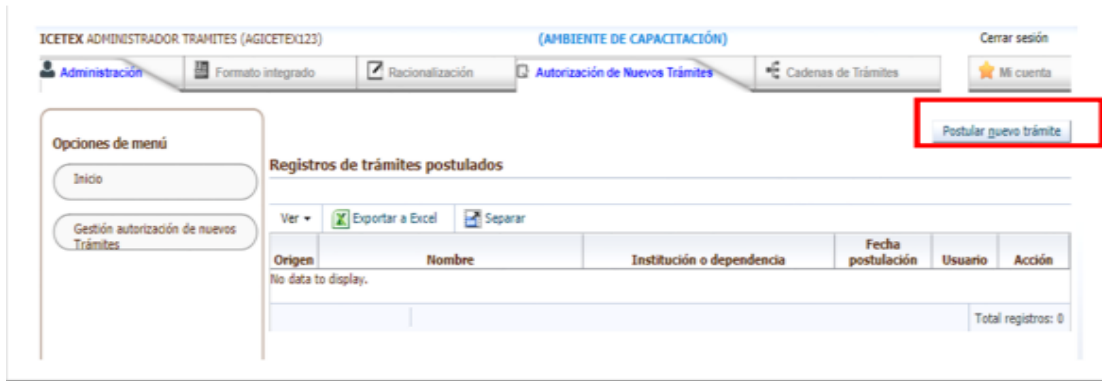 ICETEX ADMINISTRADOR TRAMITES (AGICETEX123) (AMBIENTE DE CAPACITACIÓN) Cerrar sesión
Administración Formato integrado Racionalización Autorización de Nuevos Trámites Cadenas de Trámites Mi cuenta
Postular nuevo trámite
Opciones de menú
Inicio
Gestión autorización de nuevos
Trámites
Registros de trámites postulados
Ver Exportar a Excel Separar
Origen Nombre Institución o dependencia Fecha postulación Usuario Acción
No data to display.
Total registros: 0